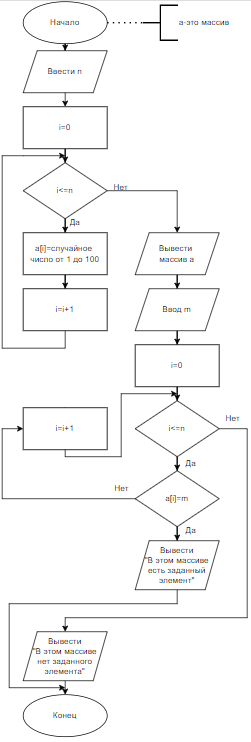 Начало
a-это массив
Ввести n
i=0
i<=n
Нет
Да
a[i]=случайное
число от 1 до 100
i=i+1
Вывести
массив a
Ввод m
i=0
i<=n
Нет
Да
i=i+1
Нет
a[i]=m
Да
Вывести
"В этом массиве
есть заданный
элемент"
Вывести
"В этом массиве
нет заданного
элемента"
Конец